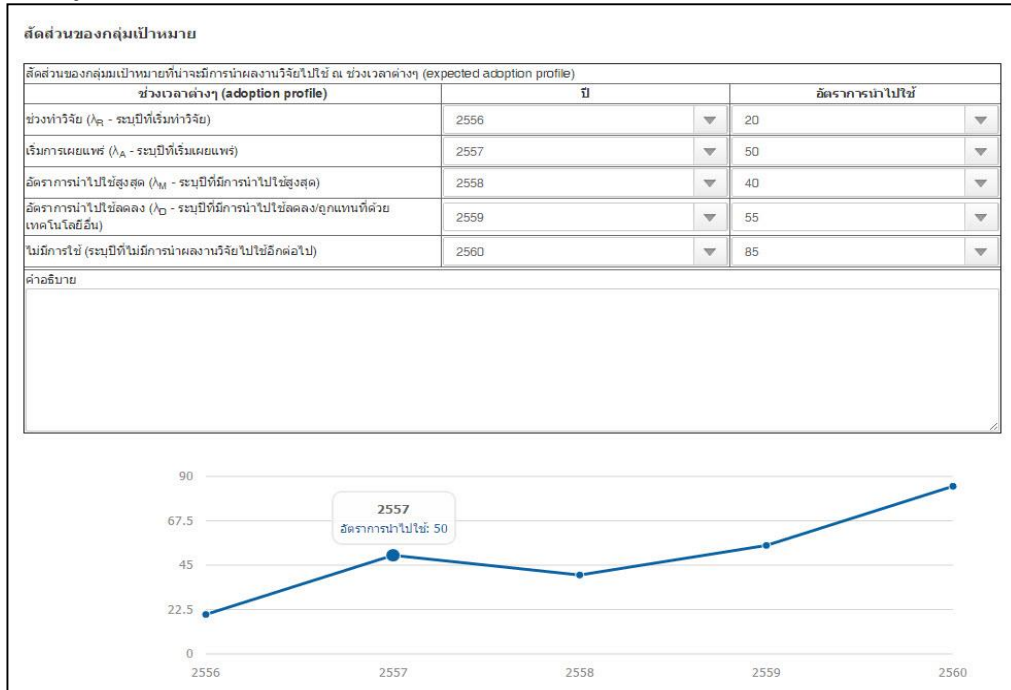 สัดส่วนของกลุ่มเป้าหมาย
สัดส่วนของกลุ่มมเป้าหมายที่น่าจะมีการนำผลงานวิจัยไปใช้ ณ ช่วงเวลาต่างๆ (expected adoption profile)
ช่วงเวลาต่างๆ (adoption profile) ปี อัตราการนำไปใช้
ช่วงทำวิจัย (λR - ระบุปีที่เริ่มทำวิจัย) 2556 20
เริ่มการเผยแพร่ (λA - ระบุปีที่เริ่มเผยแพร่) 2557 50
อัตราการนำไปใช้สูงสุด (λM - ระบุปีที่มีการนำไปใช้สูงสุด) 2558 40
อัตราการนำไปใช้ลดลง (λD - ระบุปีที่มีการนำไปใช้ลดลง/ถูกแทนที่ด้วย
เทคโนโลยีอื่น) 2559 55
ไม่มีการใช้ (ระบุปีที่ไม่มีการนำผลงานวิจัยไปใช้อีกต่อไป) 2560 85
คำอธิบาย
90
2557
67.5
อัตราการนำไปใช้: 50
45
22.5
0
2556 2557 2558 2559 2560